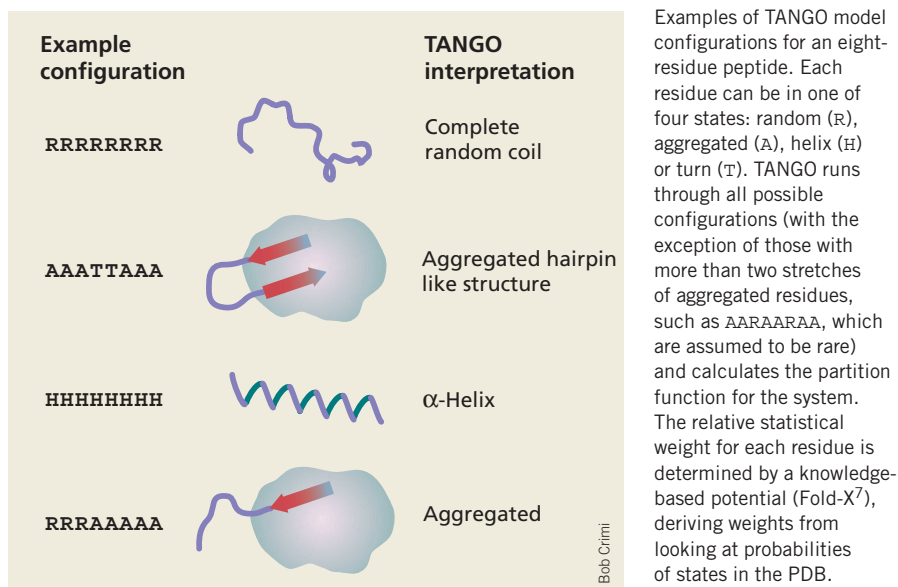 Example configuration
TANGO interpretation
RRRRRRRR
Complete random coil
AAATTAAA
Aggregated hairpin like structure
HHHHHHHH
α-Helix
RRRAAAAA
Aggregated
Bob Crimi
Examples of TANGO model
configurations for an eight-
residue peptide. Each
residue can be in one of
four states: random (R),
aggregated (A), helix (H)
or turn (T). TANGO runs
through all possible
configurations (with the
exception of those with
more than two stretches
of aggregated residues,
such as AARAARAA, which
are assumed to be rare)
and calculates the partition
function for the system.
The relative statistical
weight for each residue is
determined by a knowledge-
based potential (Fold-X7),
deriving weights from
looking at probabilities
of states in the PDB.